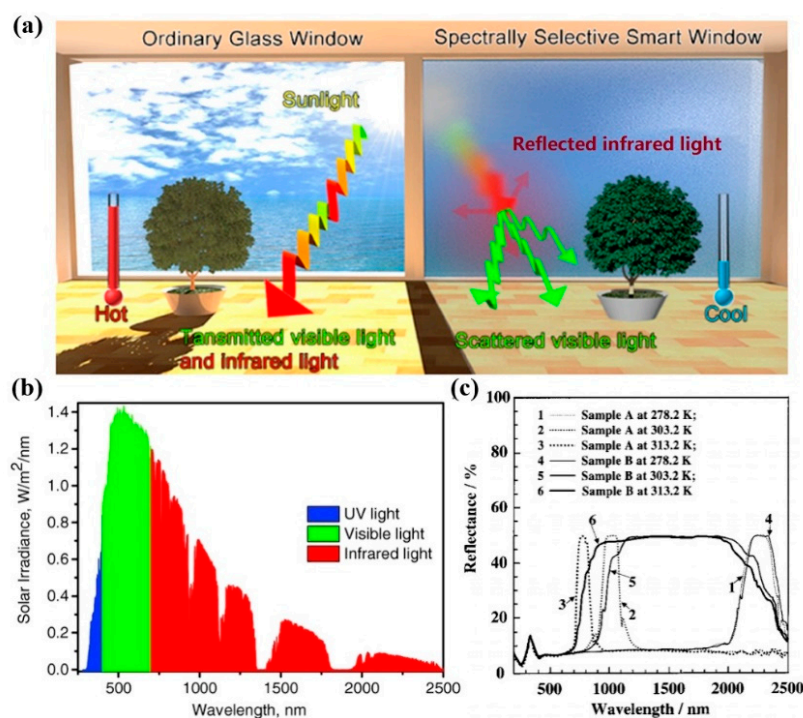 (a)
Ordinary Glass Window
Spectrally Selective Smart Window
Sunlight
Reflected infrared light
Hot
Transmitted visible light
and infrared light
Scattered visible light
Cool
(b)
1.4
1.2
1.0
0.8
0.6
0.4
0.2
0.0
Solar Irradiance, W/m²/nm
UV light
Visible light
Infrared light
500
1000
1500
2000
2500
Wavelength, nm
(c)
100
80
60
40
20
0
Reflectance / %
1 Sample A at 278.2 K;
2 Sample A at 303.2 K
3 Sample A at 313.2 K
4 Sample B at 278.2 K
5 Sample B at 303.2 K;
6 Sample B at 313.2 K
6
4
5
3
2
1
500
1000
1500
2000
2500
Wavelength / nm